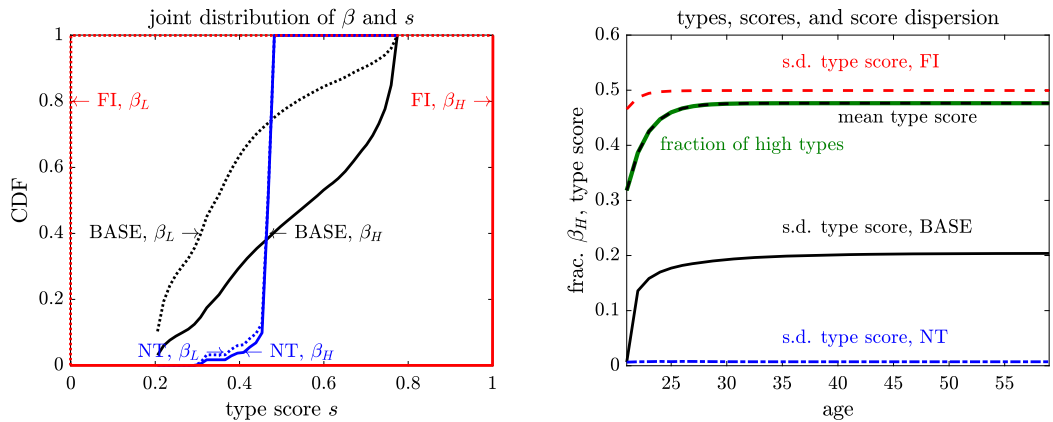 joint distribution of β and s
CDF
1
0.8
0.6
0.4
0.2
0
FI, β_L
FI, β_H
BASE, β_L
BASE, β_H
NT, β_L
NT, β_H
0 0.2 0.4 0.6 0.8 1
type score s
types, scores, and score dispersion
frac. β_H, type score
0.6
0.5
0.4
0.3
0.2
0.1
0
s.d. type score, FI
mean type score
fraction of high types
s.d. type score, BASE
s.d. type score, NT
25 30 35 40 45 50 55
age